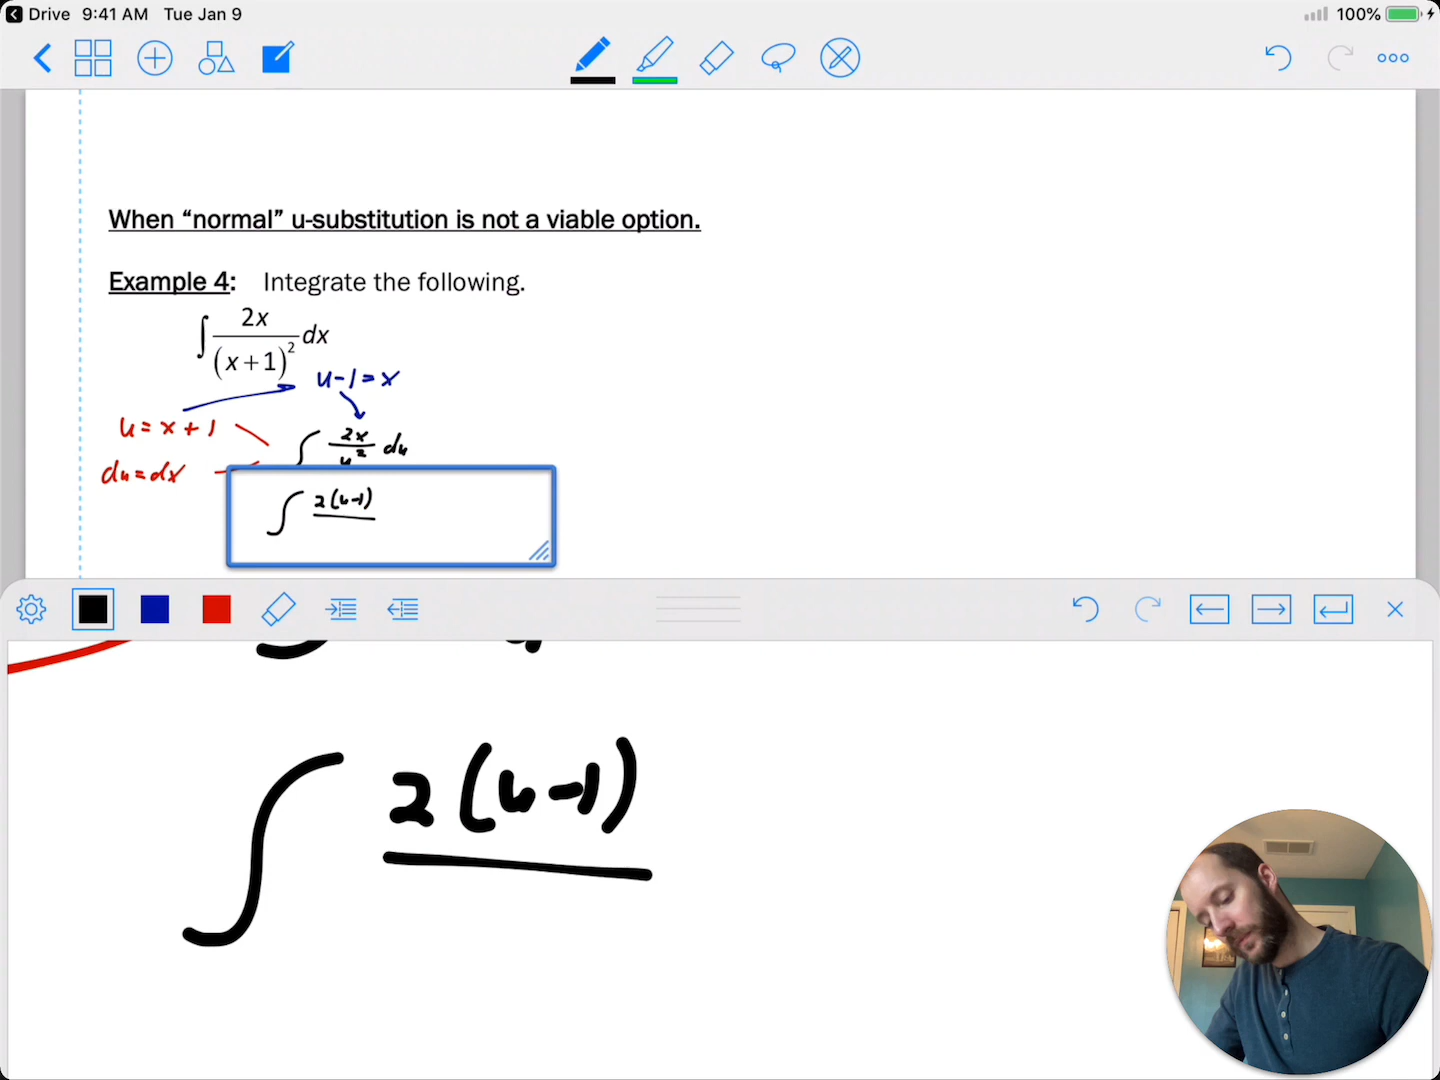 Drive 9:41 AM Tue Jan 9
100%
When “normal” u-substitution is not a viable option.
Example 4: Integrate the following.
∫ 2x/(x+1)² dx
u-1=x
u=x+1
∫ 2x/u² du
du=dx
∫ 2(u-1)
∫ 2(u-1)